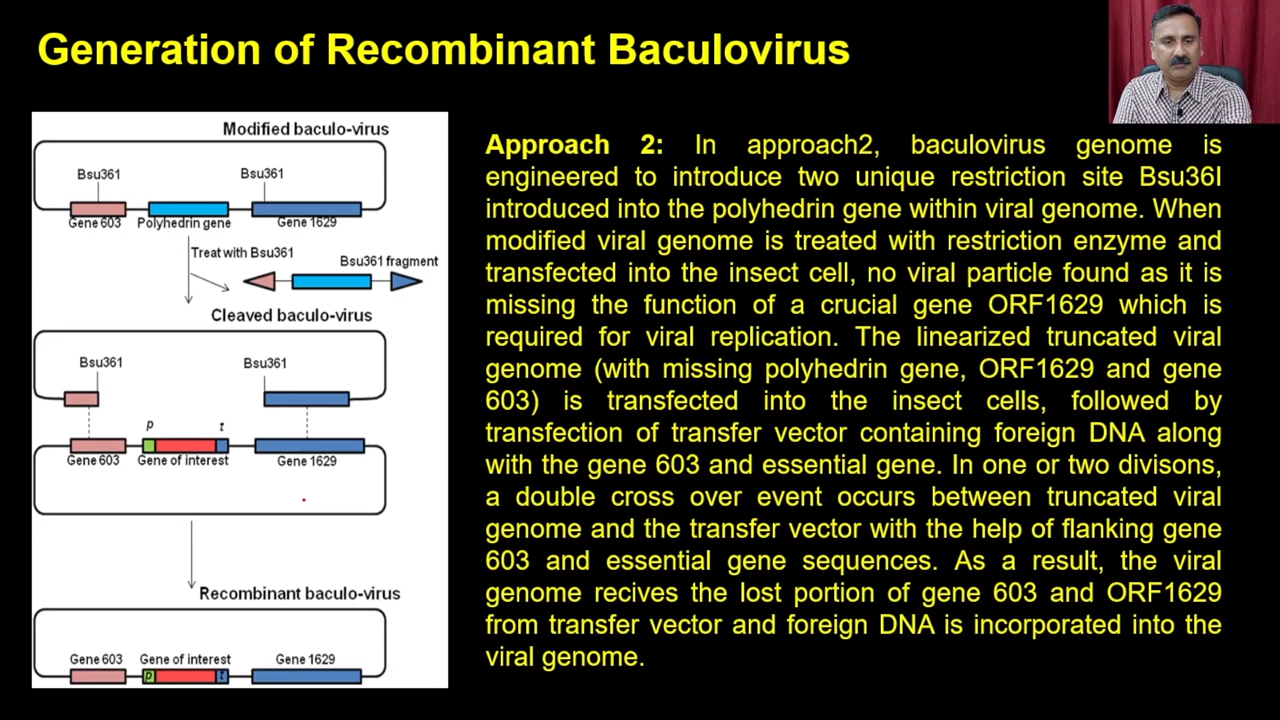 Generation of Recombinant Baculovirus
Modified baculo-virus
Bsu361
Bsu361
Gene 603
Polyhedrin gene
Gene 1629
Treat with Bsu361
Bsu361 fragment
Cleaved baculo-virus
Bsu361
Bsu361
p
t
Gene 603
Gene of interest
Gene 1629
Recombinant baculo-virus
Gene 603
Gene of interest
Gene 1629
p
t
Approach 2: In approach2, baculovirus genome is
engineered to introduce two unique restriction site Bsu36I
introduced into the polyhedrin gene within viral genome. When
modified viral genome is treated with restriction enzyme and
transfected into the insect cell, no viral particle found as it is
missing the function of a crucial gene ORF1629 which is
required for viral replication. The linearized truncated viral
genome (with missing polyhedrin gene, ORF1629 and gene
603) is transfected into the insect cells, followed by
transfection of transfer vector containing foreign DNA along
with the gene 603 and essential gene. In one or two divisons,
a double cross over event occurs between truncated viral
genome and the transfer vector with the help of flanking gene
603 and essential gene sequences. As a result, the viral
genome recives the lost portion of gene 603 and ORF1629
from transfer vector and foreign DNA is incorporated into the
viral genome.